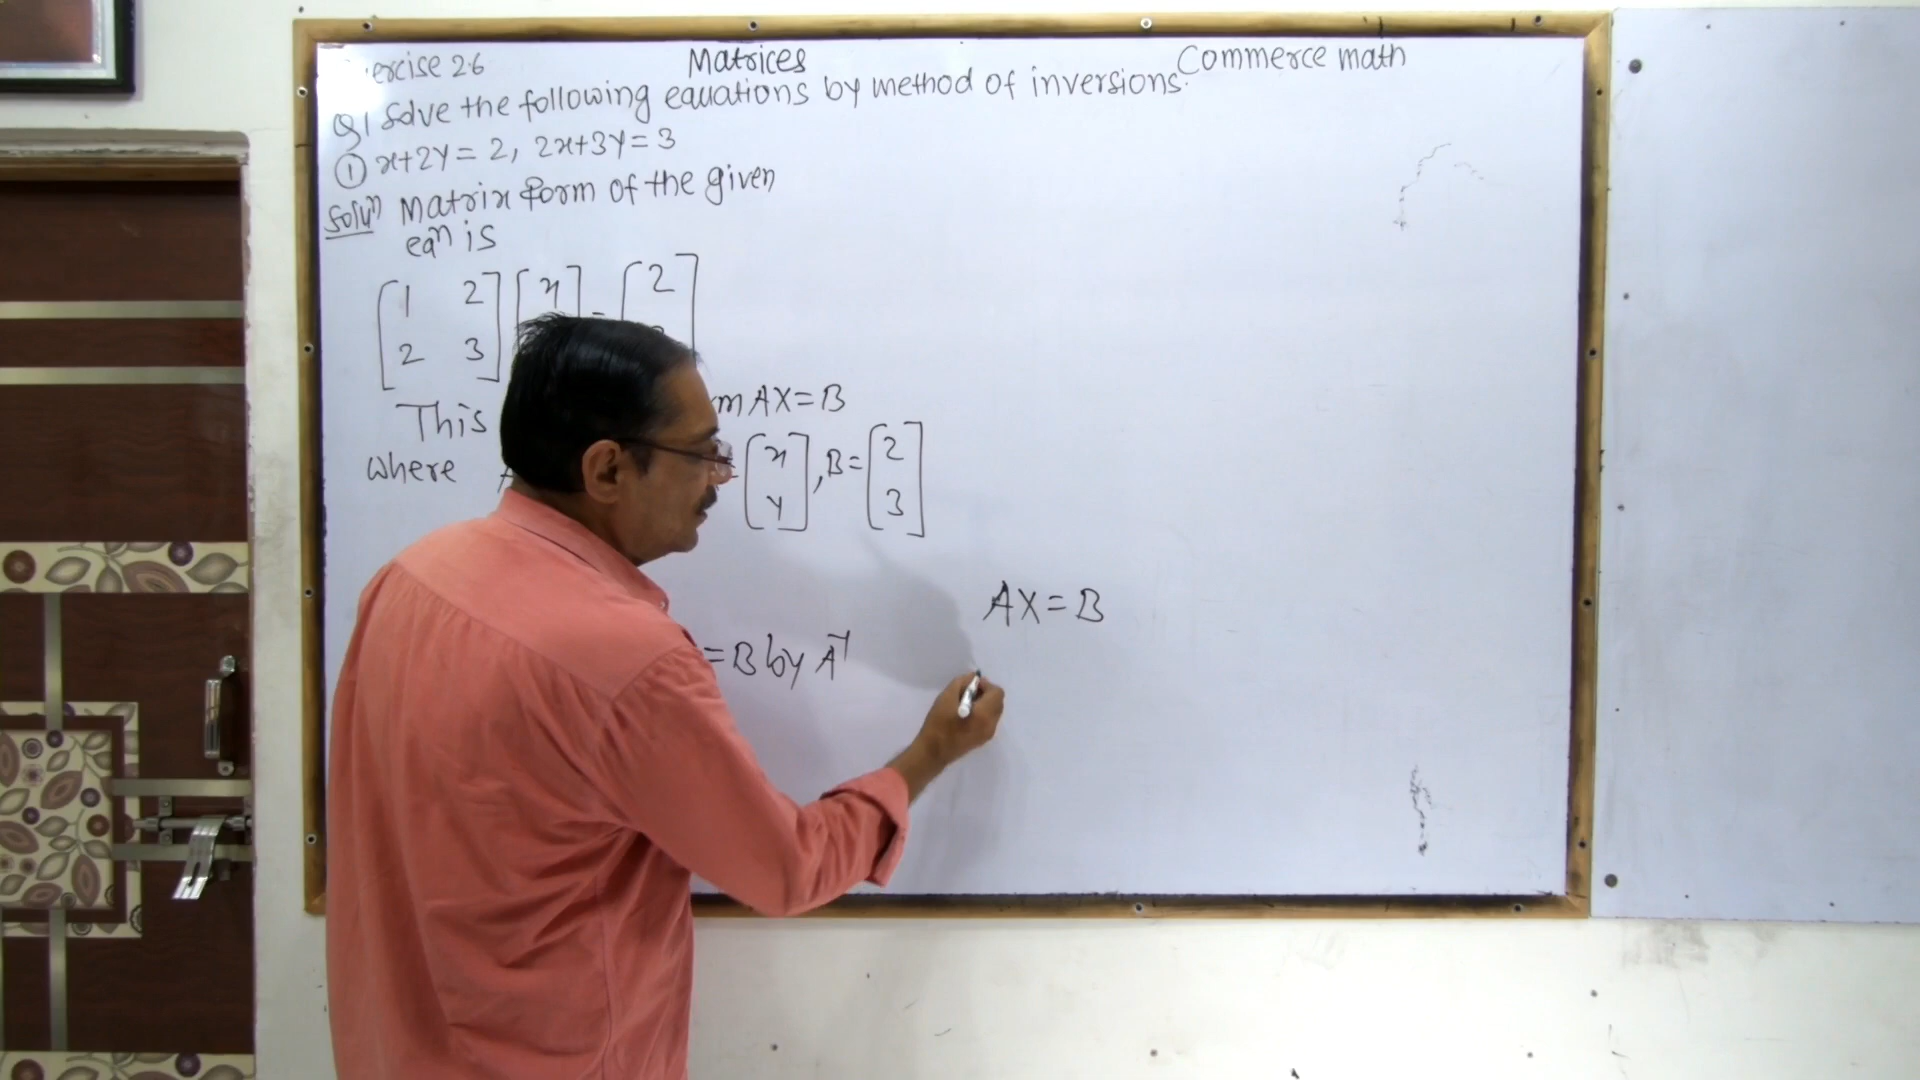 ercise 2.6 Matrices Commerce math
Q1 Solve the following equations by method of inversions.
① x+2y = 2, 2x+3y = 3
Solun Matrix form of the given
eqn is
[1 2] [x] = [2]
[2 3]
This m AX = B
where [x y], B = [2 3]
AX = B
= B by A⁻¹